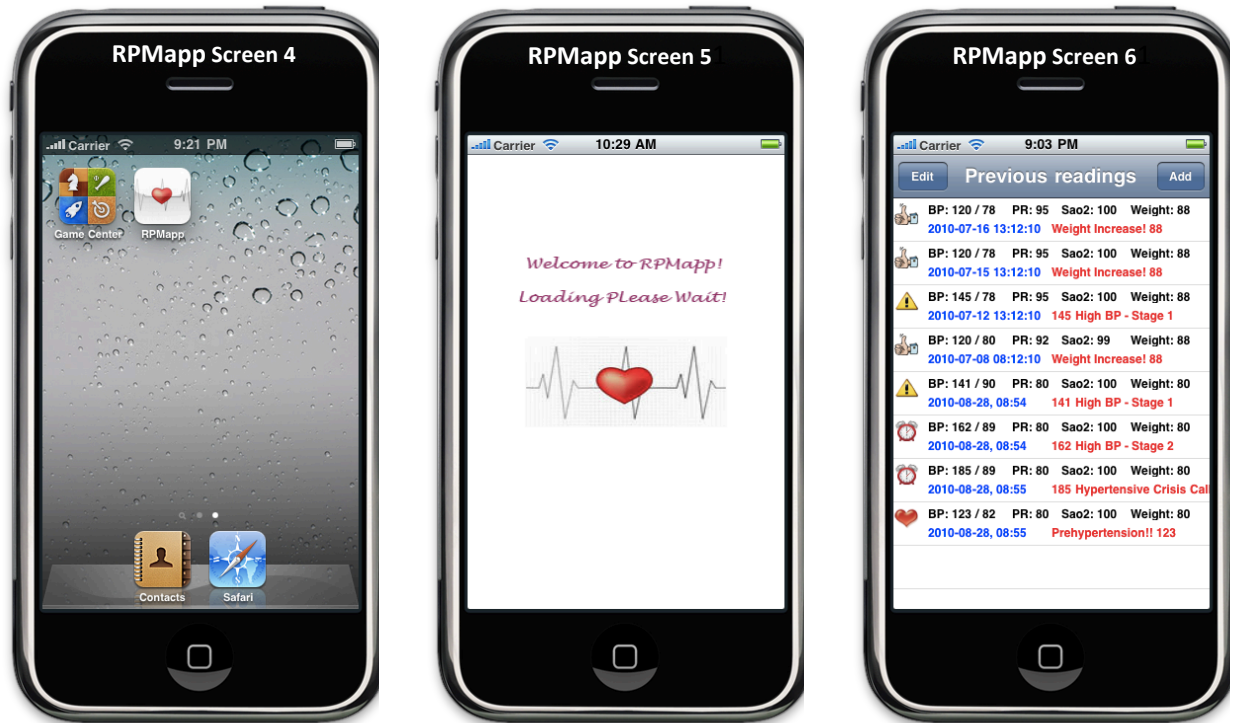 RPMapp Screen 4
Carrier 9:21 PM
Game Center RPMapp
Contacts Safari
RPMapp Screen 5 1
Carrier 10:29 AM
Welcome to RPMapp!
Loading PLease Wait!
RPMapp Screen 6 1
Carrier 9:03 PM
Edit Previous readings Add
BP: 120 / 78 PR: 95 Sao2: 100 Weight: 88
2010-07-16 13:12:10 Weight Increase! 88
BP: 120 / 78 PR: 95 Sao2: 100 Weight: 88
2010-07-15 13:12:10 Weight Increase! 88
BP: 145 / 78 PR: 95 Sao2: 100 Weight: 88
2010-07-12 13:12:10 145 High BP - Stage 1
BP: 120 / 80 PR: 92 Sao2: 99 Weight: 88
2010-07-08 08:12:10 Weight Increase! 88
BP: 141 / 90 PR: 80 Sao2: 100 Weight: 80
2010-08-28, 08:54 141 High BP - Stage 1
BP: 162 / 89 PR: 80 Sao2: 100 Weight: 80
2010-08-28, 08:54 162 High BP - Stage 2
BP: 185 / 89 PR: 80 Sao2: 100 Weight: 80
2010-08-28, 08:55 185 Hypertensive Crisis Cal
BP: 123 / 82 PR: 80 Sao2: 100 Weight: 80
2010-08-28, 08:55 Prehypertension!! 123